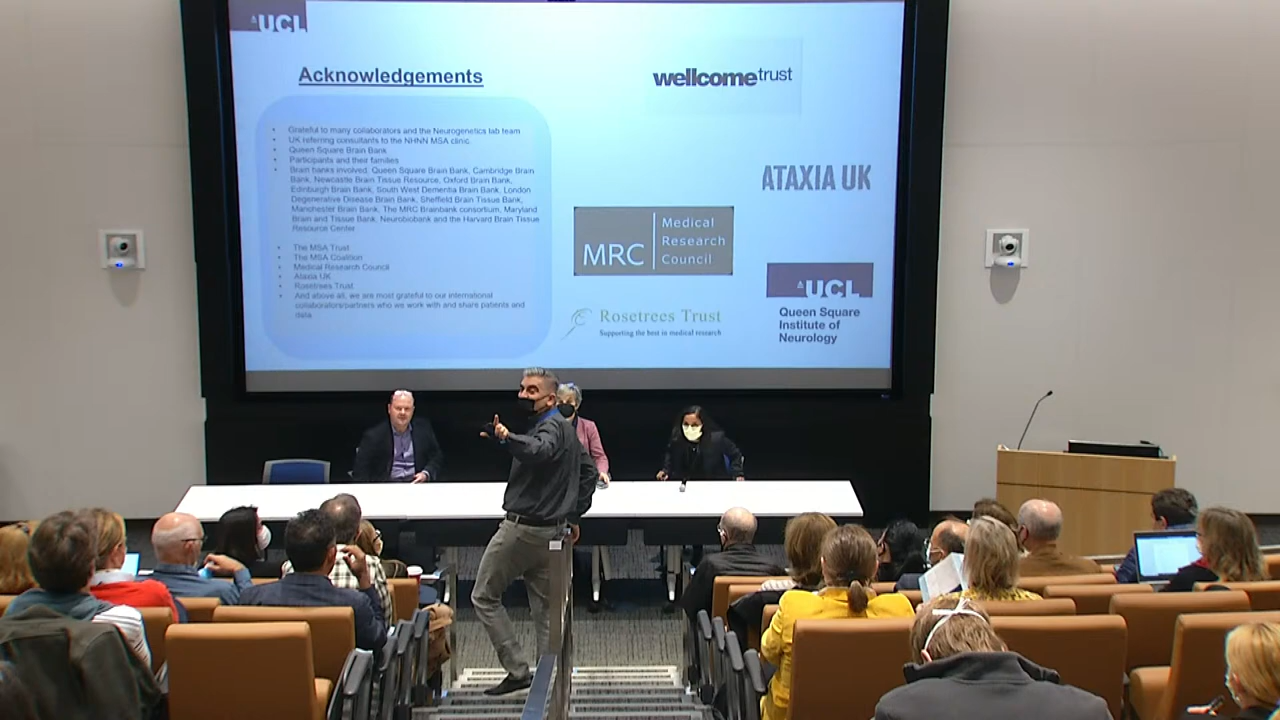 UCL
Acknowledgements
• Grateful to many collaborators and the Neurogenetics lab team
• UK referring consultants to the NHNN MSA clinic
• Queen Square Brain Bank
• Participants and their families
• Brain banks involved, Queen Square Brain Bank, Cambridge Brain
Bank, Newcastle Brain Tissue Resource, Oxford Brain Bank,
Edinburgh Brain Bank, South West Dementia Brain Bank, London
Degenerative Disease Brain Bank, Sheffield Brain Tissue Bank,
Manchester Brain Bank, The MRC Brainbank consortium, Maryland
Brain and Tissue Bank, Neurobiobank and the Harvard Brain Tissue
Resource Center
• The MSA Trust
• The MSA Coalition
• Medical Research Council
• Ataxia UK
• Rosetrees Trust
• And above all, we are most grateful to our international
collaborators/partners who we work with and share patients and
data
wellcometrust
ATAXIA UK
MRC
Medical
Research
Council
UCL
Queen Square
Institute of
Neurology
Rosetrees Trust
Supporting the best in medical research